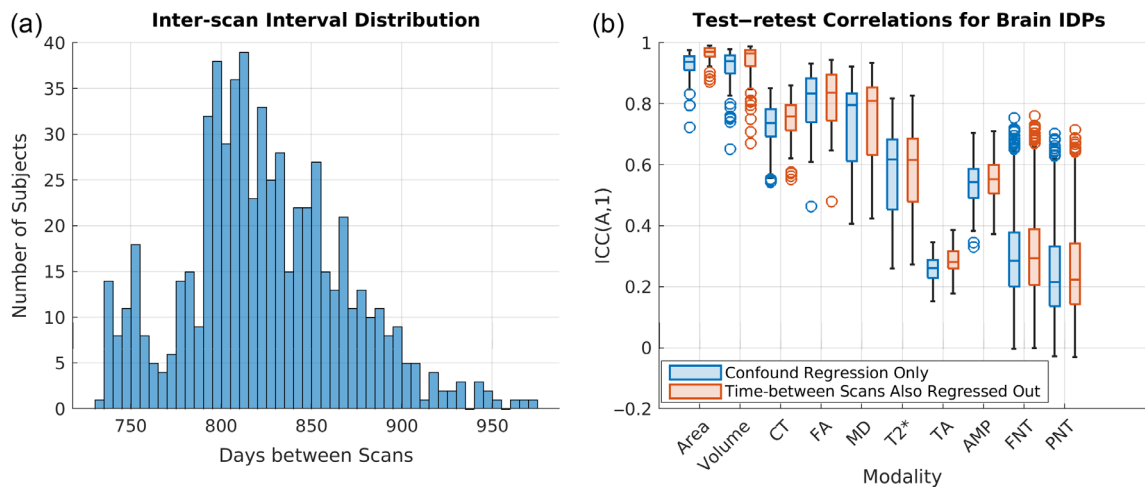 (a)
Inter-scan Interval Distribution
40
35
30
25
20
15
10
5
0
Number of Subjects
750
800
850
900
950
Days between Scans
(b)
Test−retest Correlations for Brain IDPs
1
0.8
0.6
0.4
0.2
0
−0.2
ICC(A,1)
Confound Regression Only
Time-between Scans Also Regressed Out
Area
Volume
CT
FA
MD
T2*
TA
AMP
FNT
PNT
Modality